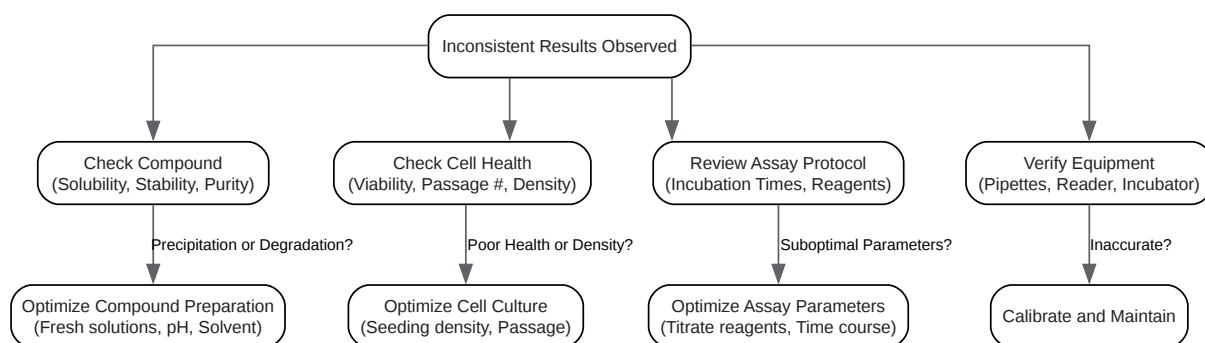 Inconsistent Results Observed
Check Compound
(Solubility, Stability, Purity)
Check Cell Health
(Viability, Passage #, Density)
Review Assay Protocol
(Incubation Times, Reagents)
Verify Equipment
(Pipettes, Reader, Incubator)
Precipitation or Degradation?
Poor Health or Density?
Suboptimal Parameters?
Inaccurate?
Optimize Compound Preparation
(Fresh solutions, pH, Solvent)
Optimize Cell Culture
(Seeding density, Passage)
Optimize Assay Parameters
(Titrate reagents, Time course)
Calibrate and Maintain